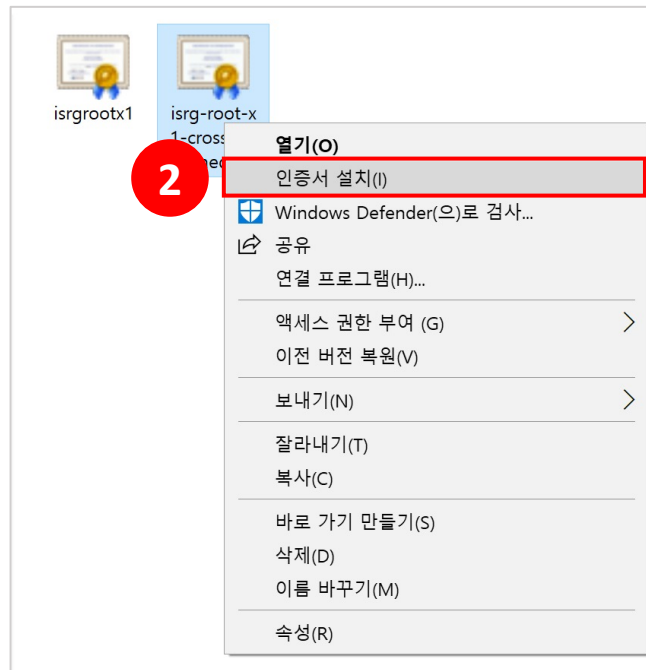 isrgrootx1
isrg-root-x
1-cross
2
열기(O)
인증서 설치(I)
Windows Defender(으)로 검사...
공유
연결 프로그램(H)...
액세스 권한 부여 (G)
이전 버전 복원(V)
보내기(N)
잘라내기(T)
복사(C)
바로 가기 만들기(S)
삭제(D)
이름 바꾸기(M)
속성(R)